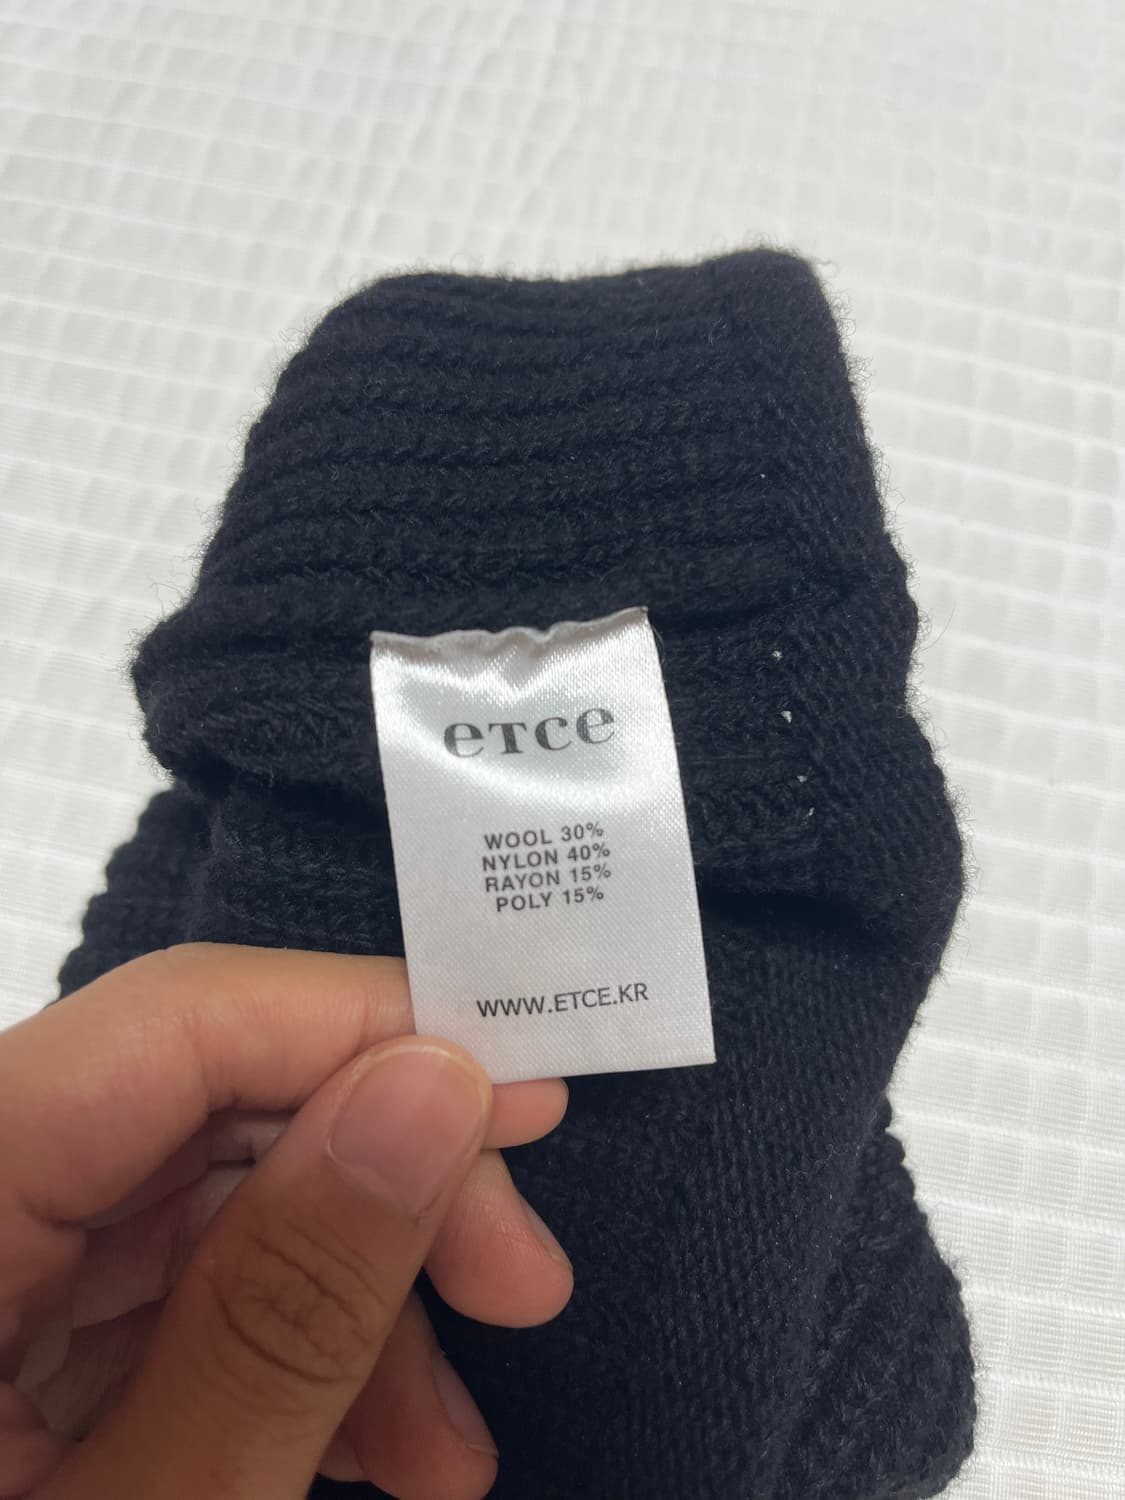 eTce
WOOL 30%
NYLON 40%
RAYON 15%
POLY 15%
WWW.ETCE.KR